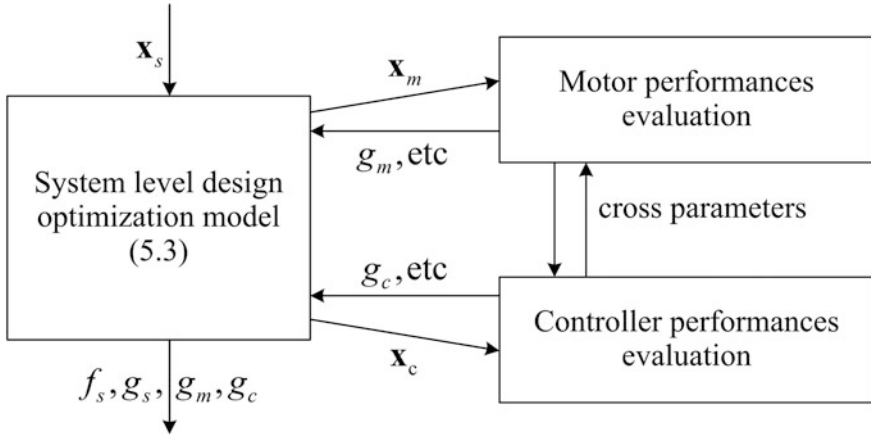 x_s
x_m
Motor performances
evaluation
g_m, etc
System level design
optimization model
(5.3)
cross parameters
g_c, etc
Controller performances
evaluation
x_c
f_s, g_s, g_m, g_c